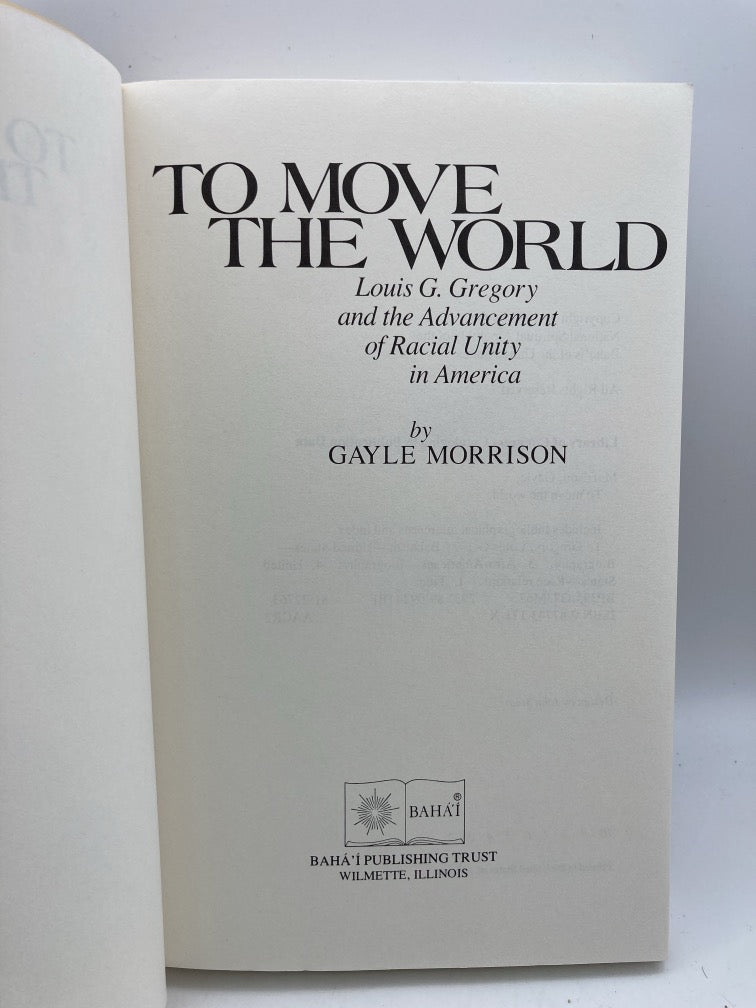 TO MOVE
THE WORLD
Louis G. Gregory
and the Advancement
of Racial Unity
in America
by
GAYLE MORRISON
BAHÁ'Í
®
BAHÁ'Í PUBLISHING TRUST
WILMETTE, ILLINOIS